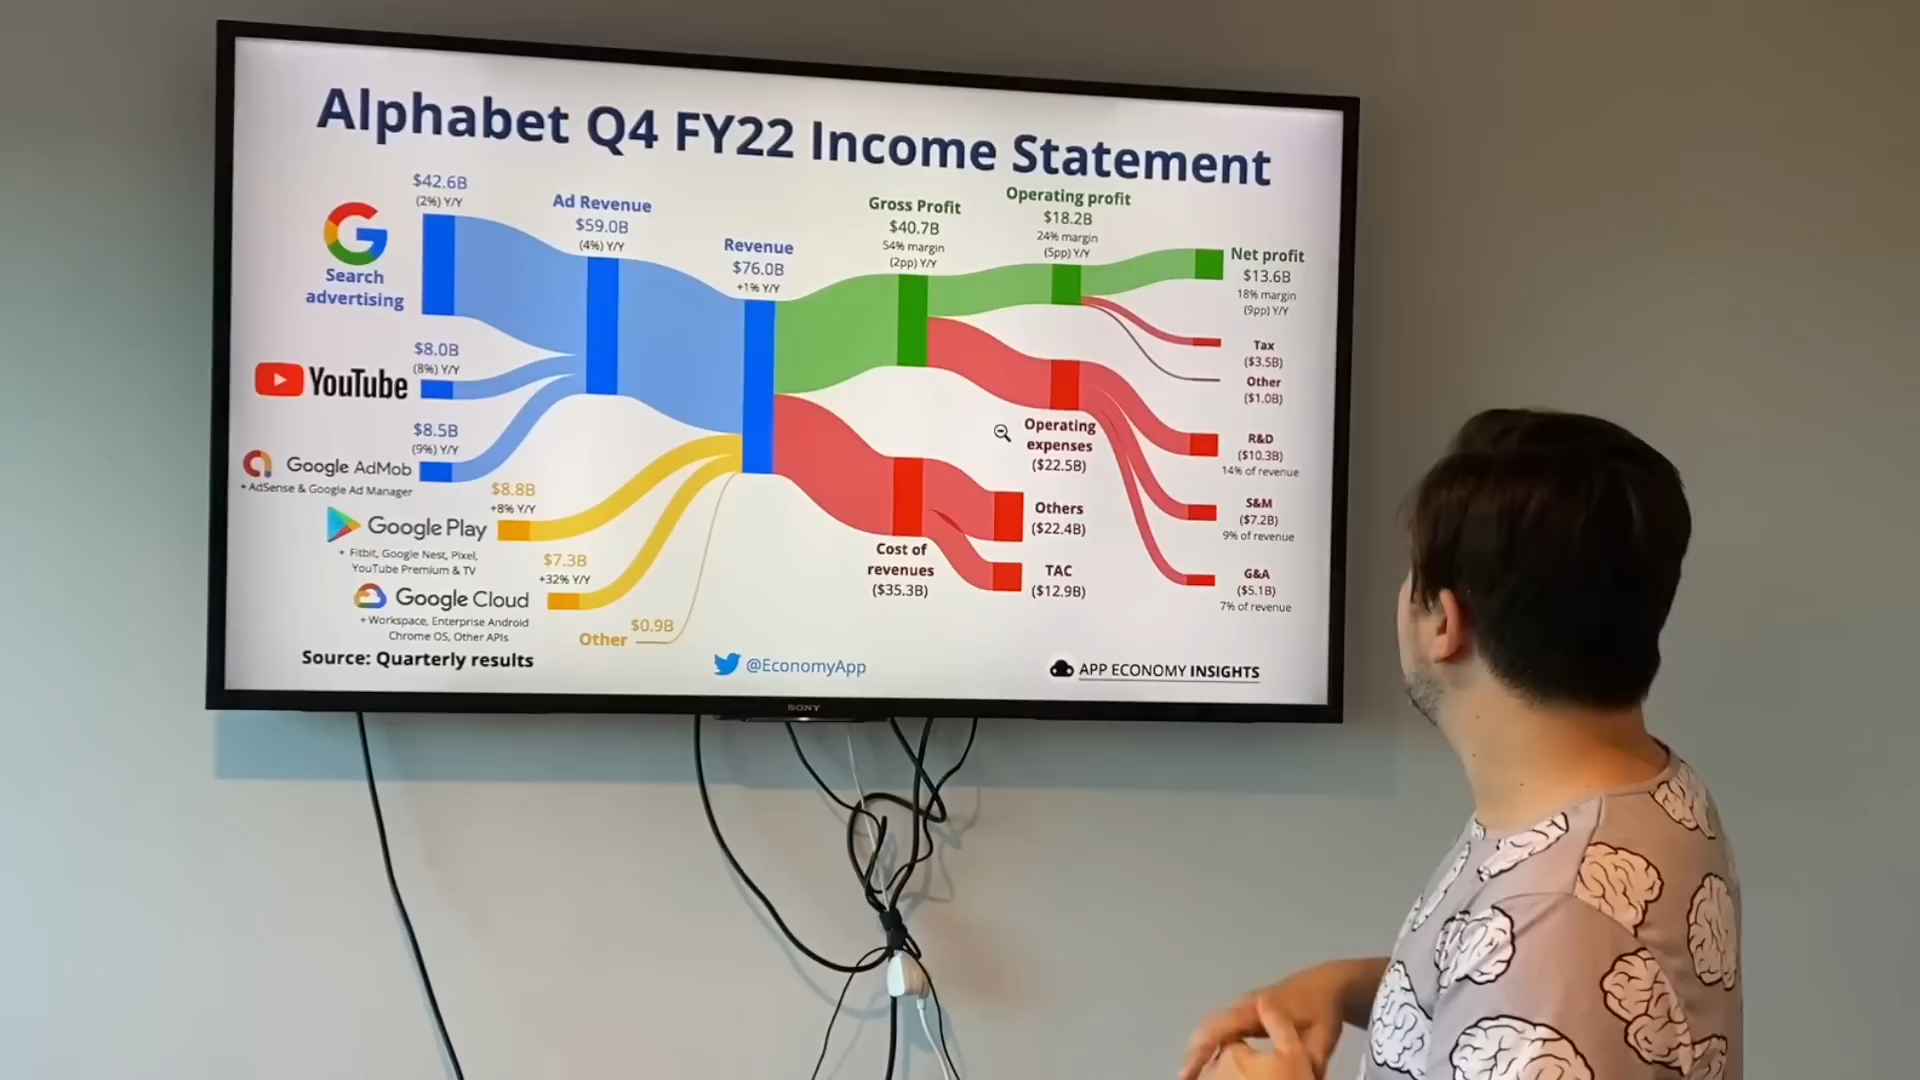 Alphabet Q4 FY22 Income Statement
$42.6B
(2%) Y/Y
Search
advertising
Ad Revenue
$59.0B
(4%) Y/Y
Revenue
$76.0B
+1% Y/Y
Gross Profit
$40.7B
54% margin
(2pp) Y/Y
Operating profit
$18.2B
24% margin
(5pp) Y/Y
Net profit
$13.6B
18% margin
(9pp) Y/Y
Tax
($3.5B)
Other
($1.0B)
$8.0B
(8%) Y/Y
YouTube
$8.5B
(9%) Y/Y
Google AdMob
+ AdSense & Google Ad Manager
$8.8B
+8% Y/Y
Google Play
+ Fitbit, Google Nest, Pixel,
YouTube Premium & TV
$7.3B
+32% Y/Y
Google Cloud
+ Workspace, Enterprise Android
Chrome OS, Other APIs
$0.9B
Other
Operating
expenses
($22.5B)
R&D
($10.3B)
14% of revenue
S&M
($7.2B)
9% of revenue
G&A
($5.1B)
7% of revenue
Cost of
revenues
($35.3B)
Others
($22.4B)
TAC
($12.9B)
Source: Quarterly results
@EconomyApp
APP ECONOMY INSIGHTS
SONY